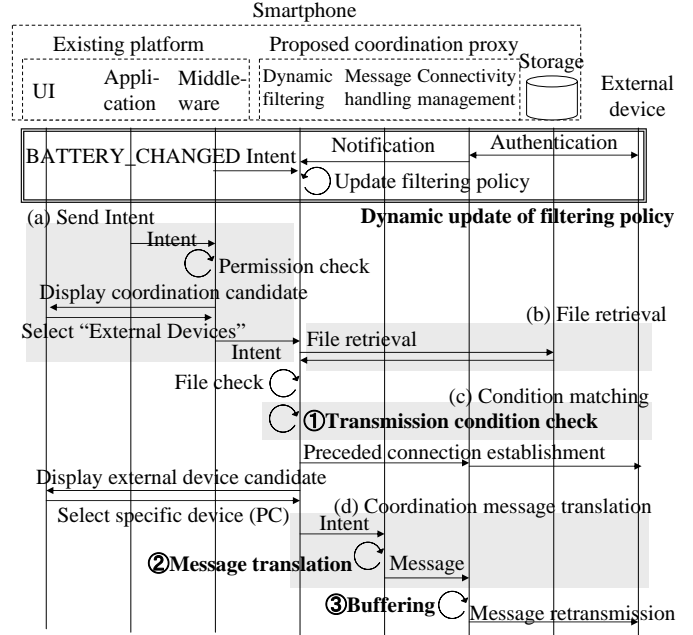 Smartphone
Existing platform
Proposed coordination proxy
UI
Appli-
cation
Middle-
ware
Dynamic
filtering
Message
handling
Connectivity
management
Storage
External
device
BATTERY_CHANGED Intent
Notification
Authentication
Update filtering policy
Dynamic update of filtering policy
(a) Send Intent
Intent
Permission check
Display coordination candidate
Select “External Devices”
(b) File retrieval
Intent
File retrieval
File check
(c) Condition matching
①Transmission condition check
Preceded connection establishment
Display external device candidate
Select specific device (PC)
(d) Coordination message translation
Intent
②Message translation
Message
③Buffering
Message retransmission